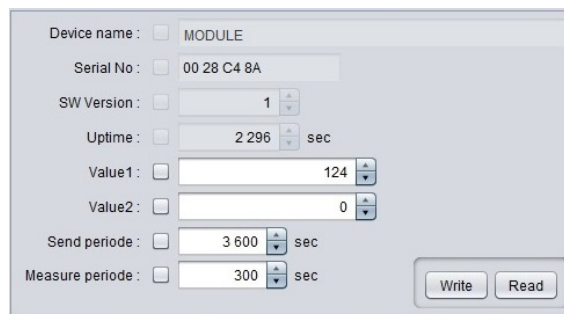 Device name : MODULE
Serial No : 00 28 C4 8A
SW Version : 1
Uptime : 2 296 sec
Value1 : 124
Value2 : 0
Send periode : 3 600 sec
Measure periode : 300 sec
Write Read